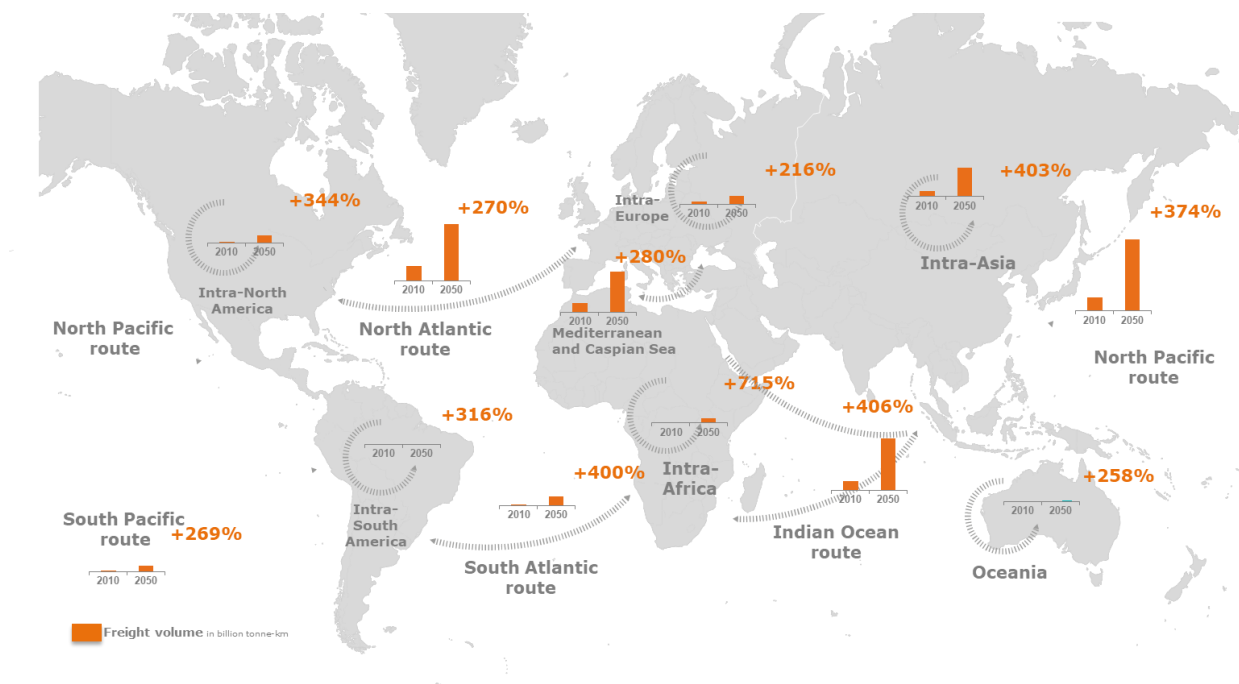 +216%
+403%
+344%
Intra-
Europe
2010 2050
2010 2050
+270%
+374%
2010 2050
+280%
Intra-Asia
2010 2050
Intra-North
America
2010 2050
2010 2050
North Pacific
route
North Atlantic
route
Mediterranean
and Caspian Sea
North Pacific
route
+715%
+406%
+316%
2010 2050
2010 2050
+400%
Intra-
Africa
+258%
2010 2050
2010 2050
2010 2050
Intra-
South
America
South Pacific
route
+269%
2010 2050
Indian Ocean
route
South Atlantic
route
Oceania
Freight volume in billion tonne-km